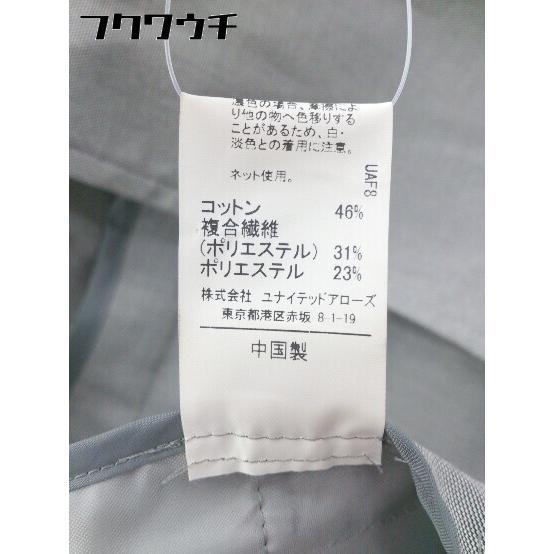 フクワウチ
濃色の場合、摩擦によ
り他の物へ色移りする
ことがあるため、白・
淡色との着用に注意。
ネット使用。
UAF8
コットン 46%
複合繊維
(ポリエステル) 31%
ポリエステル 23%
株式会社 ユナイテッドアローズ
東京都港区赤坂 8-1-19
中国製